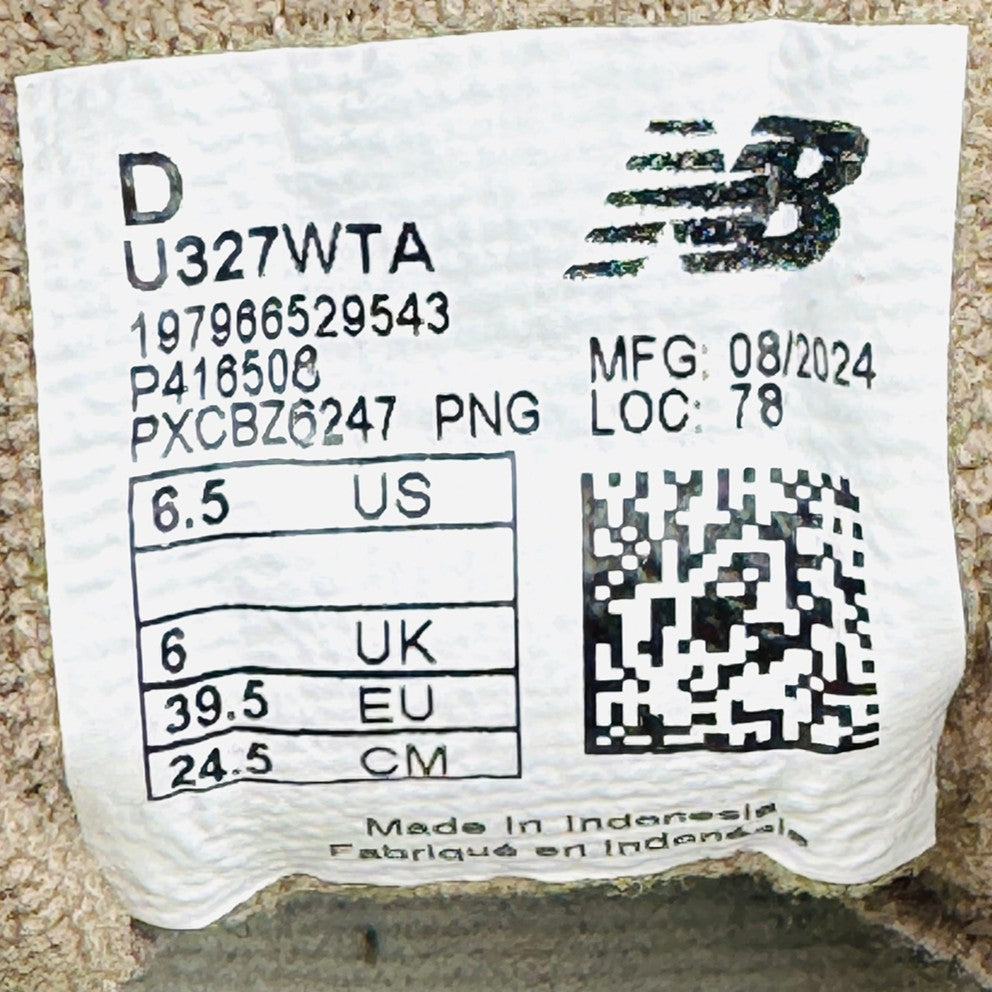 D
U327WTA
197966529543
P416508
PXCBZ6247 PNG
NB
MFG: 08/2024
LOC: 78
6.5 US
6 UK
39.5 EU
24.5 CM
Made in Indonesia
Fabriqué en Indonésie